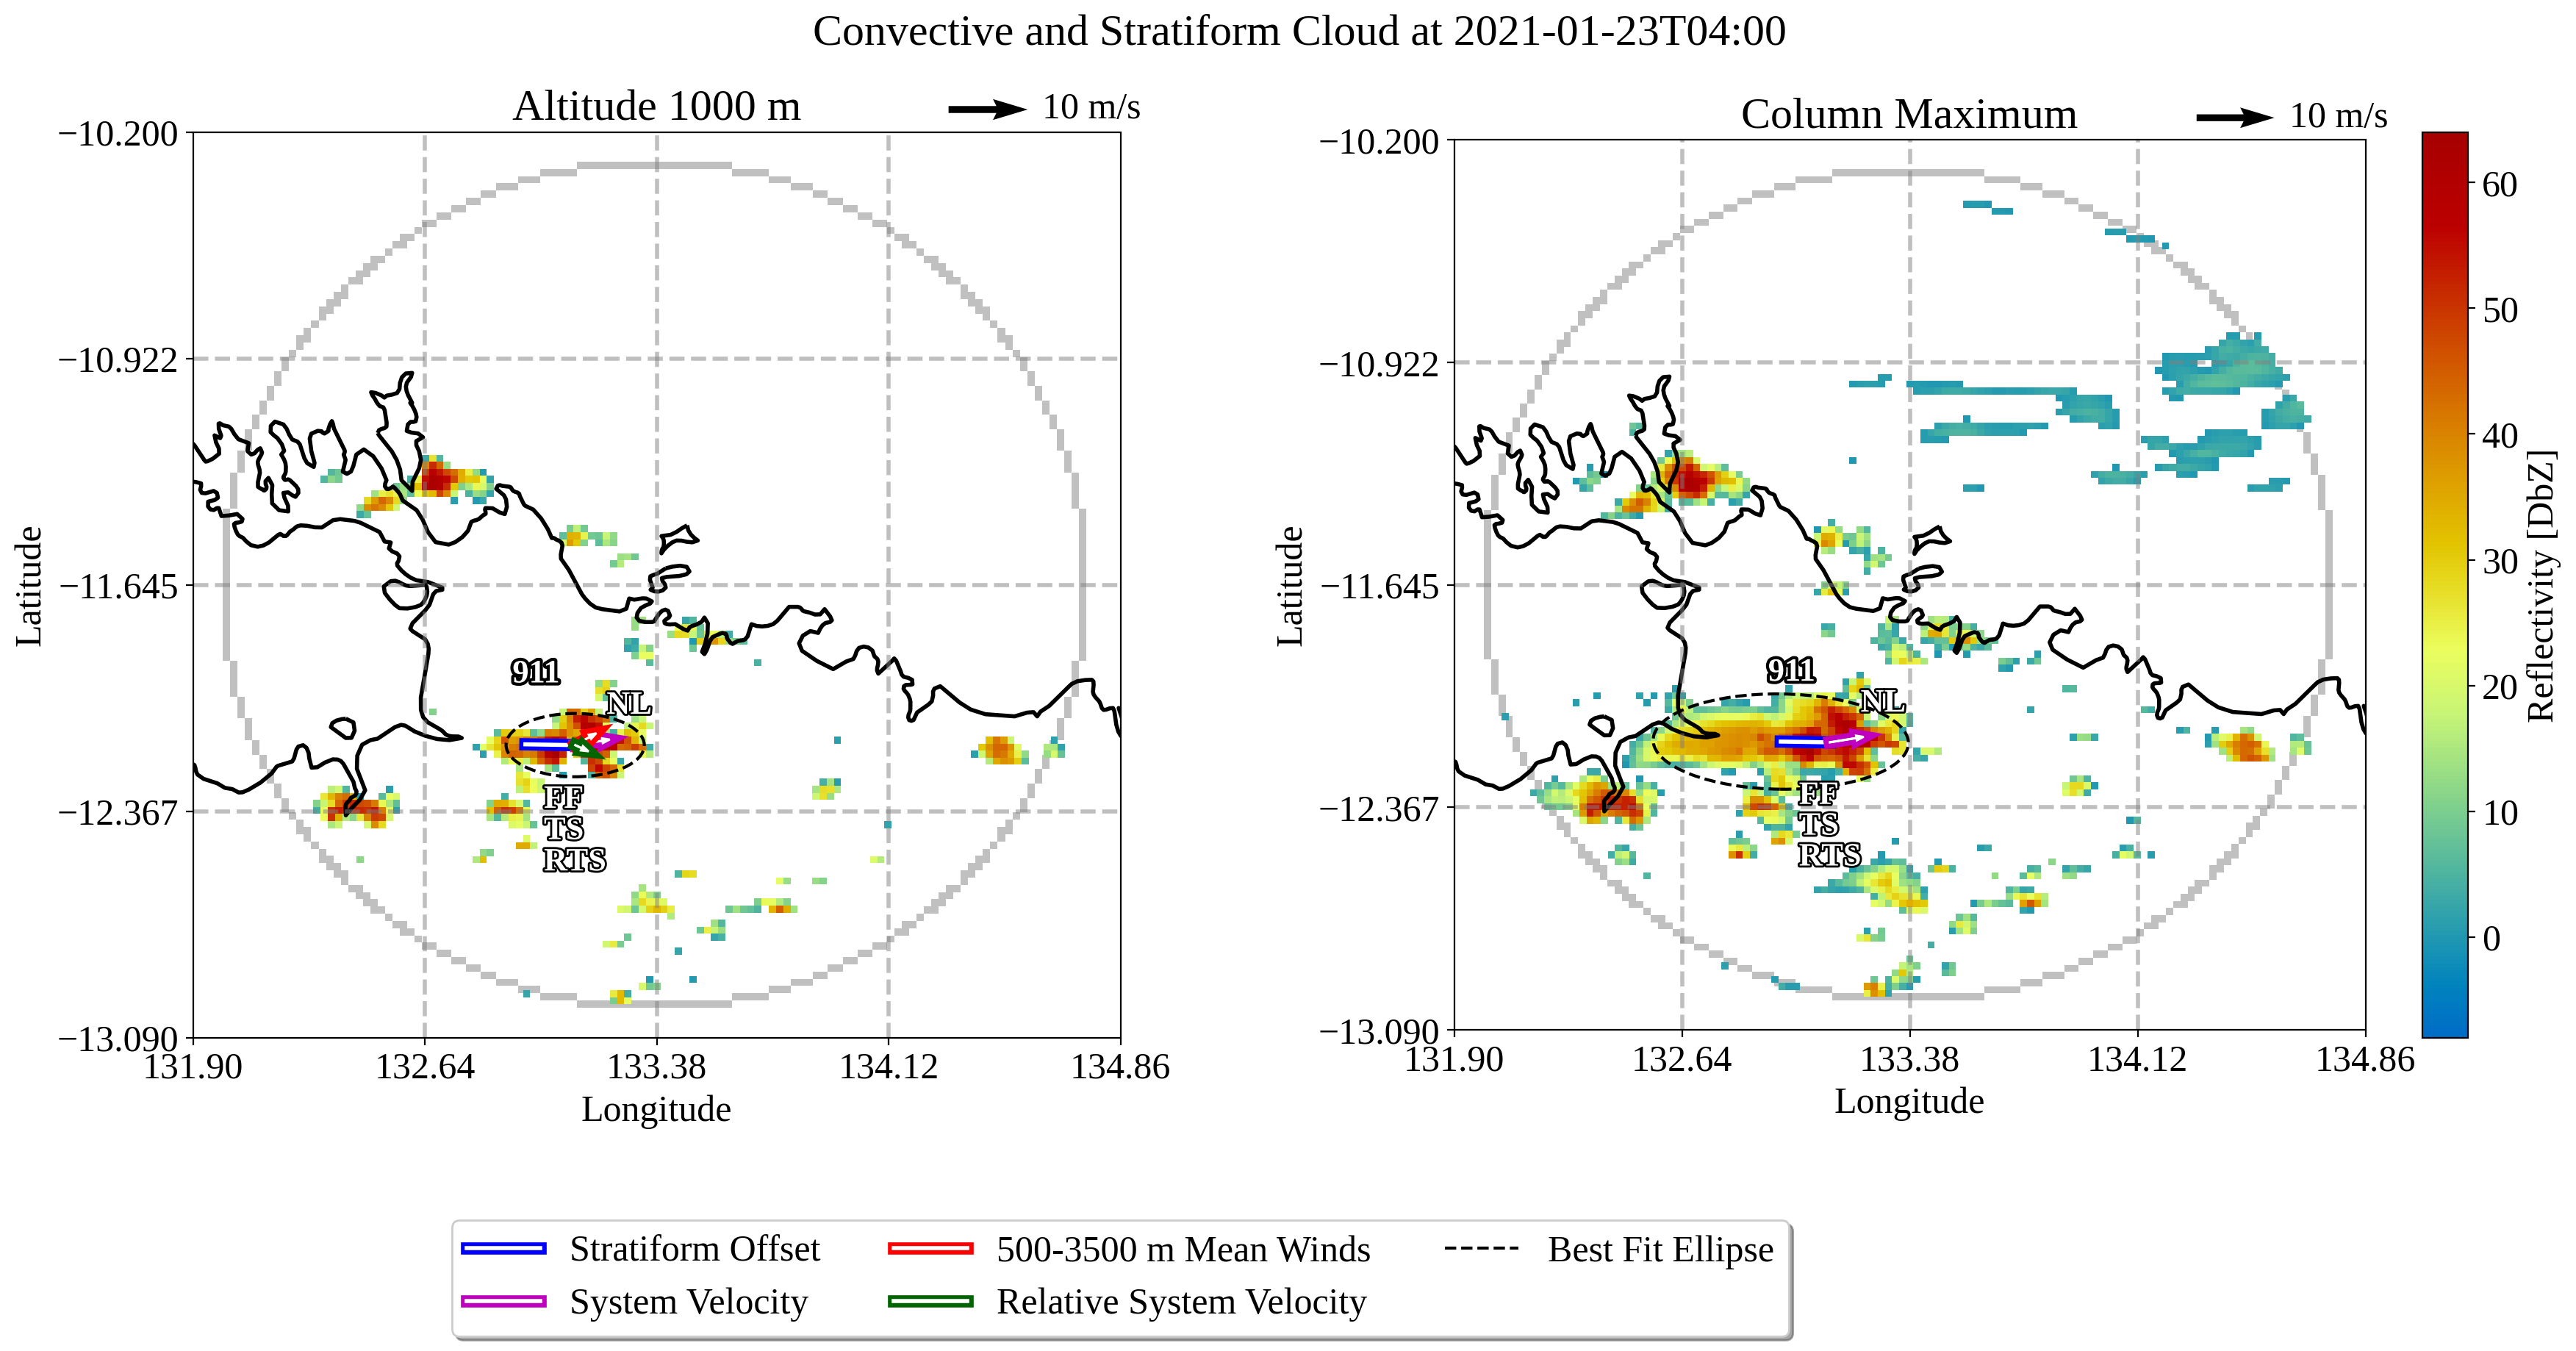 Convective and Stratiform Cloud at 2021-01-23T04:00
Altitude 1000 m
10 m/s
−10.200
−10.922
−11.645
−12.367
−13.090
Latitude
131.90
132.64
133.38
134.12
134.86
Longitude
911
NL
FF
TS
RTS
Column Maximum
10 m/s
−10.200
−10.922
−11.645
−12.367
−13.090
Latitude
131.90
132.64
133.38
134.12
134.86
Longitude
911
NL
FF
TS
RTS
60
50
40
30
20
10
0
Reflectivity [DbZ]
Stratiform Offset
System Velocity
500-3500 m Mean Winds
Relative System Velocity
Best Fit Ellipse